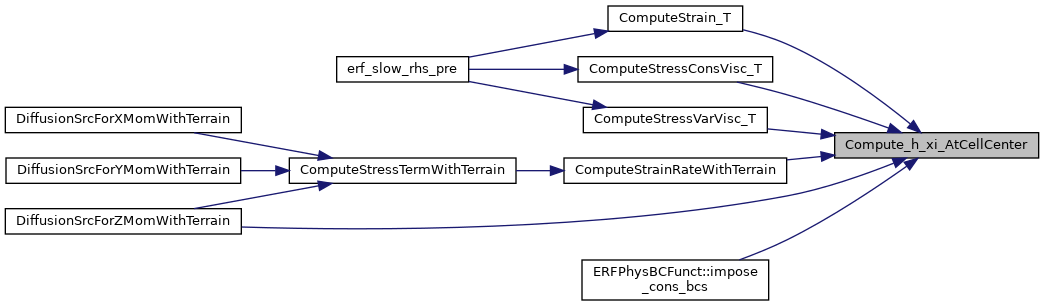 ComputeStrain_T
erf_slow_rhs_pre
ComputeStressConsVisc_T
DiffusionSrcForXMomWithTerrain
ComputeStressVarVisc_T
Compute_h_xi_AtCellCenter
DiffusionSrcForYMomWithTerrain
ComputeStressTermWithTerrain
ComputeStrainRateWithTerrain
DiffusionSrcForZMomWithTerrain
ERFPhysBCFunct::impose
_cons_bcs